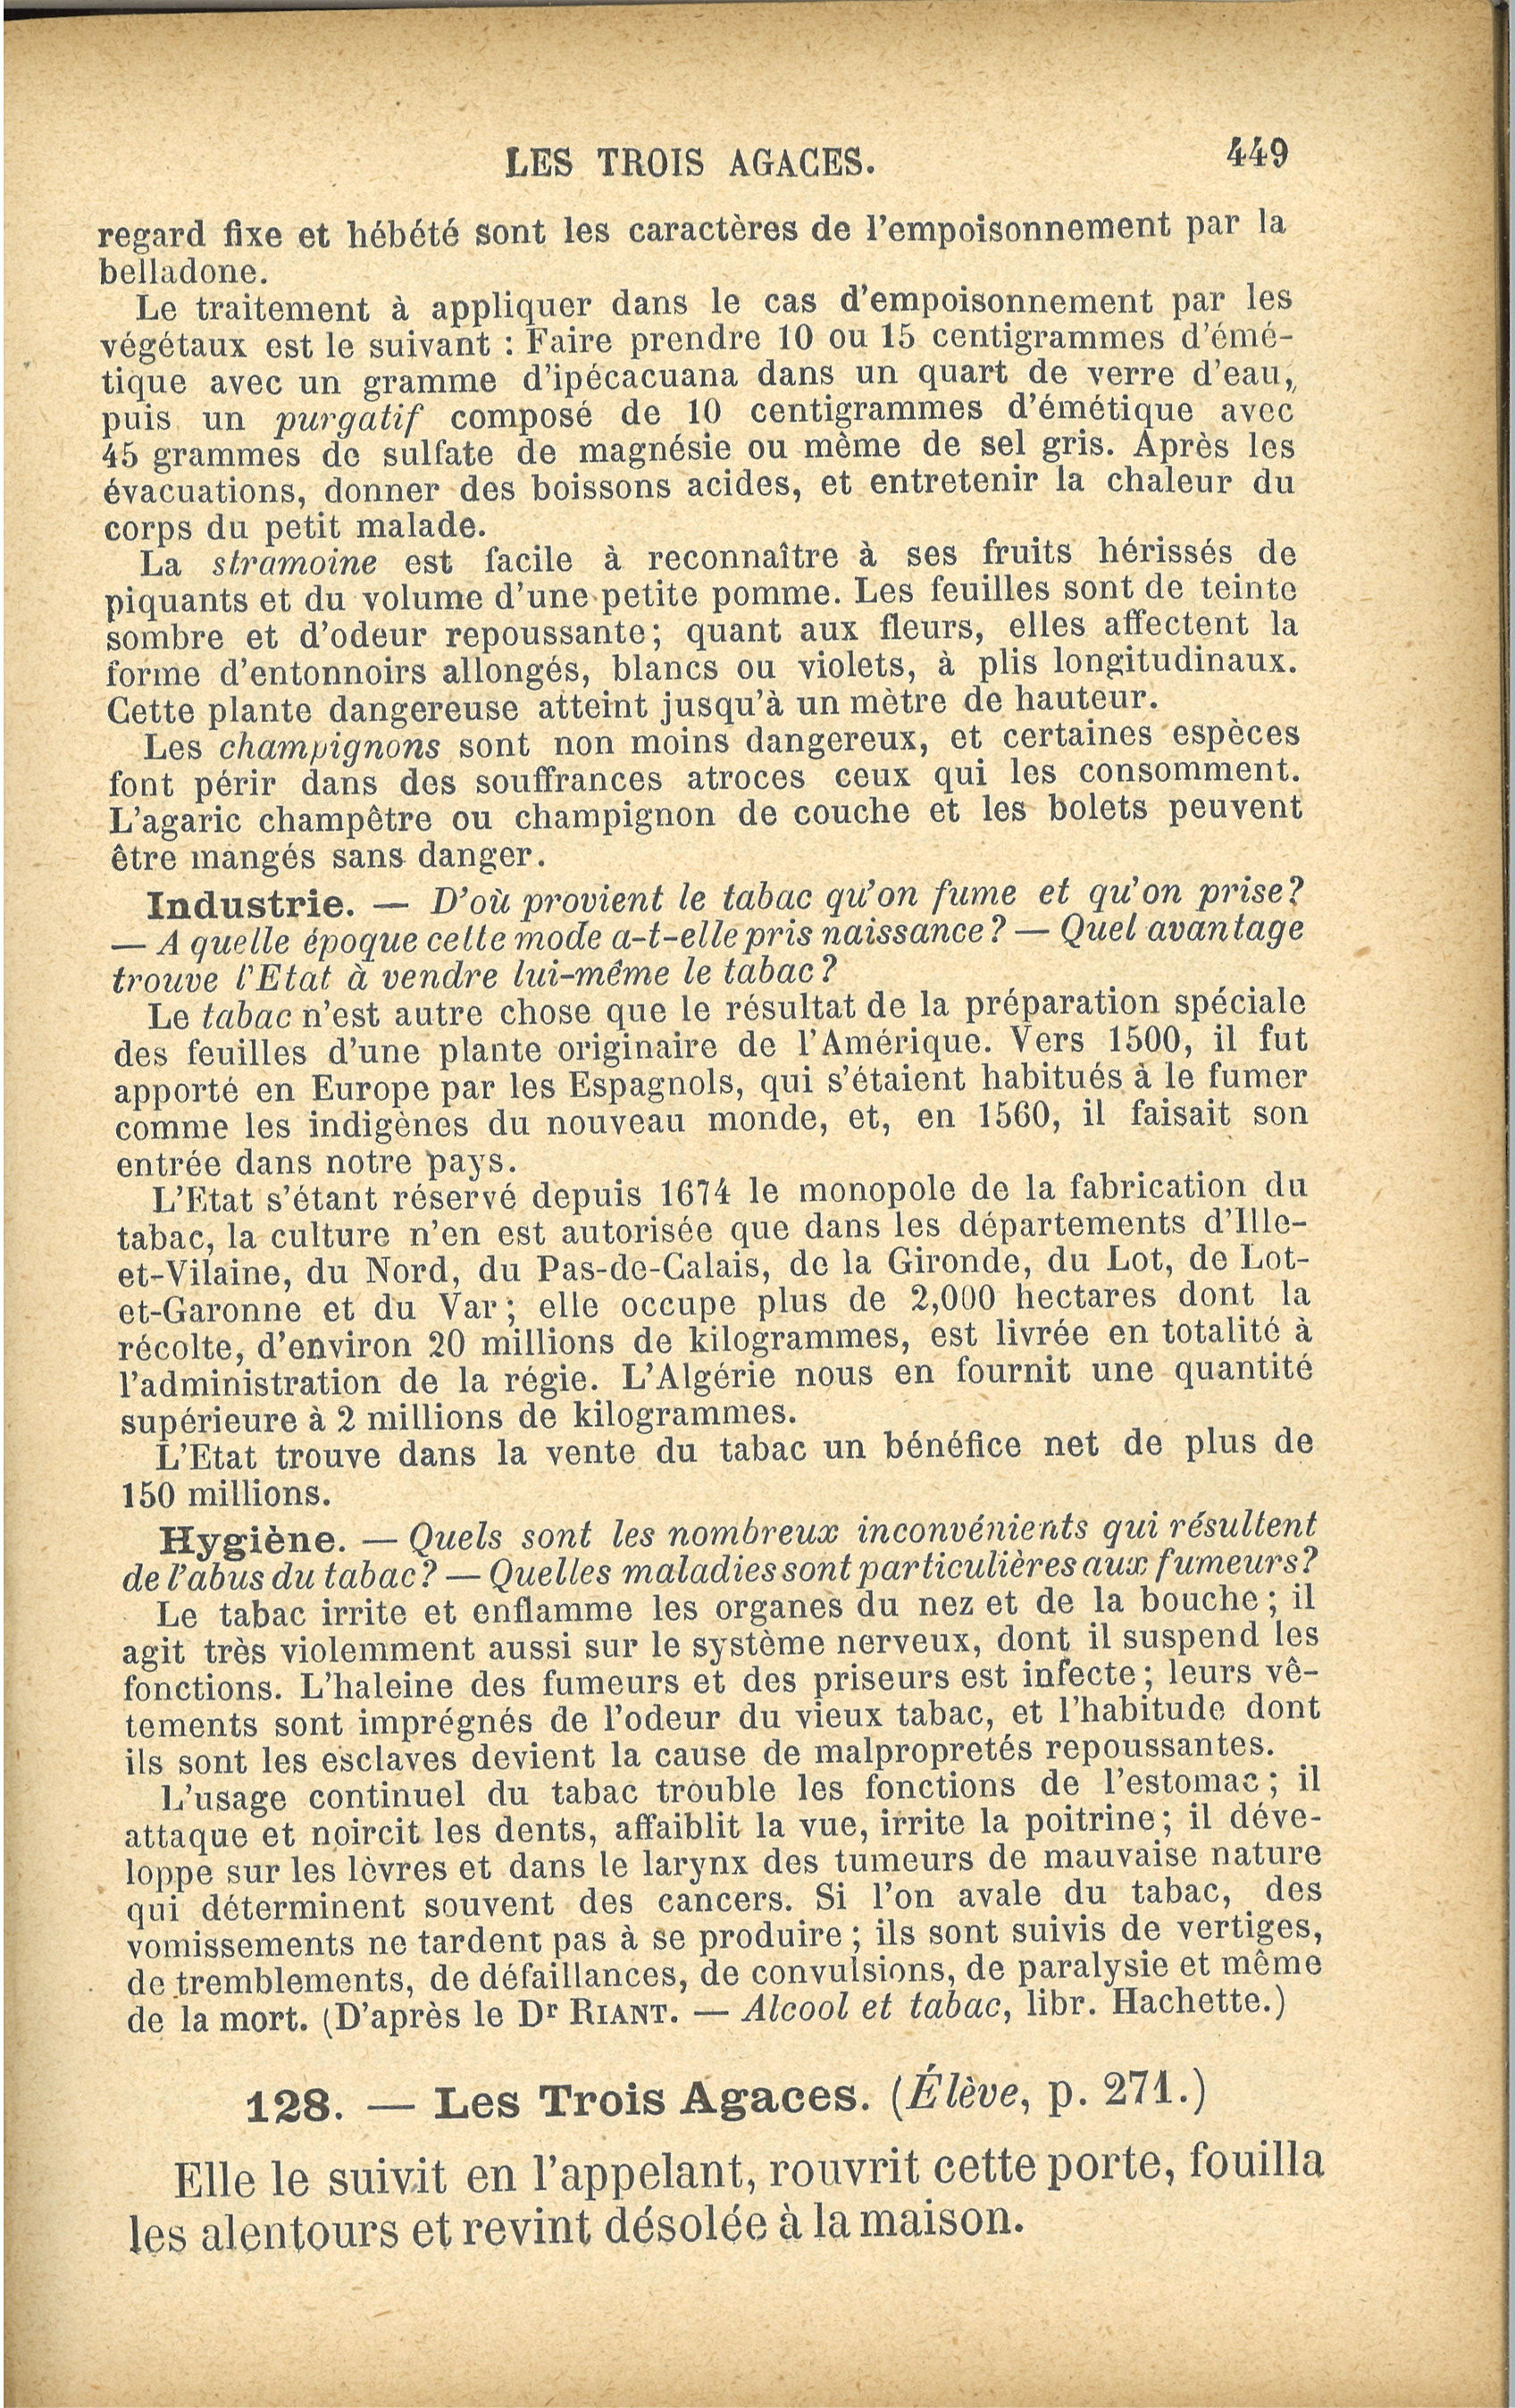 LES TROIS AGACES.
449
regard fixe et hébété sont les caractères de l'empoisonnement par la
belladone.
Le traitement à appliquer dans le cas d'empoisonnement par les
végétaux est le suivant : Faire prendre 10 ou 15 centigrammes d'émé-
tique avec un gramme d'ipécacuana dans un quart de verre d'eau,
puis un purgatif composé de 10 centigrammes d'émétique avec
45 grammes de sulfate de magnésie ou même de sel gris. Après les
évacuations, donner des boissons acides, et entretenir la chaleur du
corps du petit malade.
La stramoine est facile à reconnaître à ses fruits hérissés de
piquants et du volume d'une petite pomme. Les feuilles sont de teinte
sombre et d'odeur repoussante; quant aux fleurs, elles affectent la
forme d'entonnoirs allongés, blancs ou violets, à plis longitudinaux.
Cette plante dangereuse atteint jusqu'à un mètre de hauteur.
Les champignons sont non moins dangereux, et certaines espèces
font périr dans des souffrances atroces ceux qui les consomment.
L'agaric champêtre ou champignon de couche et les bolets peuvent
être mangés sans danger.
Industrie. — D'où provient le tabac qu'on fume et qu'on prise?
— A quelle époque cette mode a-t-elle pris naissance? — Quel avantage
trouve l'Etat à vendre lui-même le tabac?
Le tabac n'est autre chose que le résultat de la préparation spéciale
des feuilles d'une plante originaire de l'Amérique. Vers 1500, il fut
apporté en Europe par les Espagnols, qui s'étaient habitués à le fumer
comme les indigènes du nouveau monde, et, en 1560, il faisait son
entrée dans notre pays.
L'Etat s'étant réservé depuis 1674 le monopole de la fabrication du
tabac, la culture n'en est autorisée que dans les départements d'Ille-
et-Vilaine, du Nord, du Pas-de-Calais, de la Gironde, du Lot, de Lot-
et-Garonne et du Var; elle occupe plus de 2,000 hectares dont la
récolte, d'environ 20 millions de kilogrammes, est livrée en totalité à
l'administration de la régie. L'Algérie nous en fournit une quantité
supérieure à 2 millions de kilogrammes.
L'Etat trouve dans la vente du tabac un bénéfice net de plus de
150 millions.
Hygiène. — Quels sont les nombreux inconvénients qui résultent
de l'abus du tabac? — Quelles maladies sont particulières aux fumeurs?
Le tabac irrite et enflamme les organes du nez et de la bouche; il
agit très violemment aussi sur le système nerveux, dont il suspend les
fonctions. L'haleine des fumeurs et des priseurs est infecte; leurs vê-
tements sont imprégnés de l'odeur du vieux tabac, et l'habitude dont
ils sont les esclaves devient la cause de malpropretés repoussantes.
L'usage continuel du tabac trouble les fonctions de l'estomac; il
attaque et noircit les dents, affaiblit la vue, irrite la poitrine; il déve-
loppe sur les lèvres et dans le larynx des tumeurs de mauvaise nature
qui déterminent souvent des cancers. Si l'on avale du tabac, des
vomissements ne tardent pas à se produire; ils sont suivis de vertiges,
de tremblements, de défaillances, de convulsions, de paralysie et même
de la mort. (D'après le Dr RIANT. — Alcool et tabac, libr. Hachette.)
128. — Les Trois Agaces. (Élève, p. 271.)
Elle le suivit en l'appelant, rouvrit cette porte, fouilla
les alentours et revint désolée à la maison.